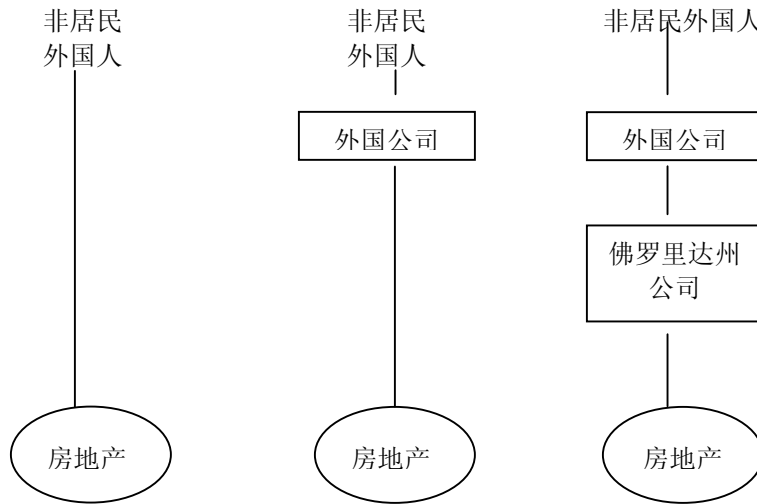 非居民
外国人
非居民
外国人
非居民外国人
外国公司
外国公司
佛罗里达州
公司
房地产
房地产
房地产